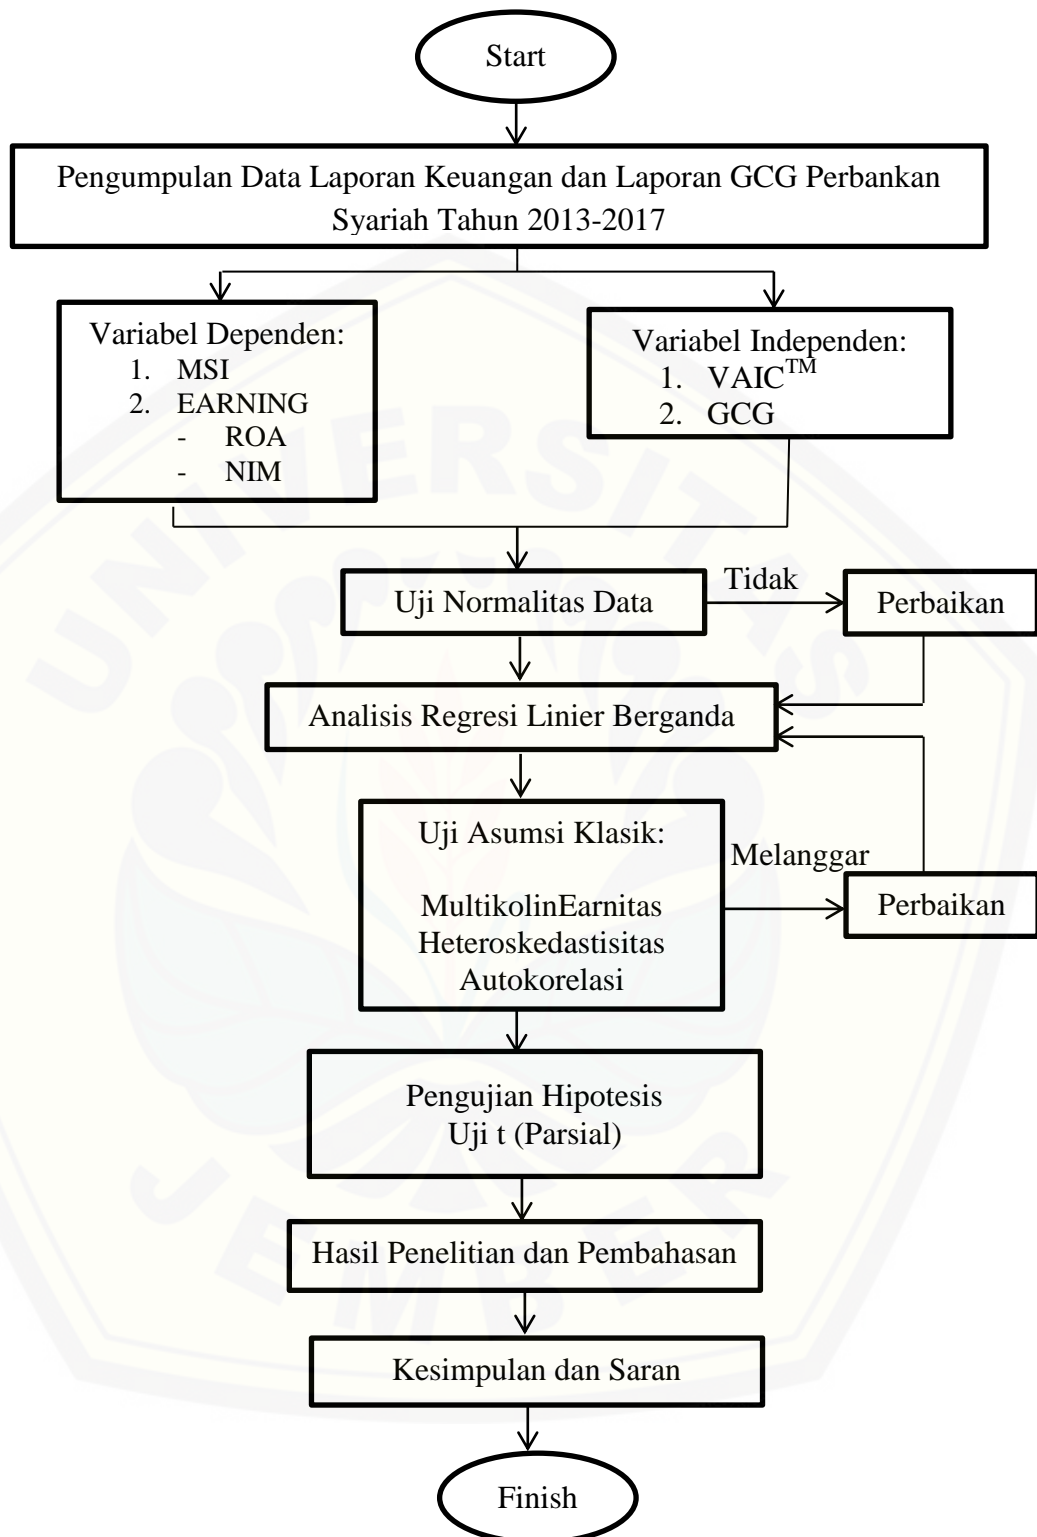 Start
Pengumpulan Data Laporan Keuangan dan Laporan GCG Perbankan
Syariah Tahun 2013-2017
Variabel Dependen:
1. MSI
2. EARNING
- ROA
- NIM
Variabel Independen:
1. VAIC™
2. GCG
Uji Normalitas Data
Tidak
Perbaikan
Analisis Regresi Linier Berganda
Uji Asumsi Klasik:
MultikolinEarnitas
Heteroskedastisitas
Autokorelasi
Melanggar
Perbaikan
Pengujian Hipotesis
Uji t (Parsial)
Hasil Penelitian dan Pembahasan
Kesimpulan dan Saran
Finish
UNIVERSITAS
JEMBER